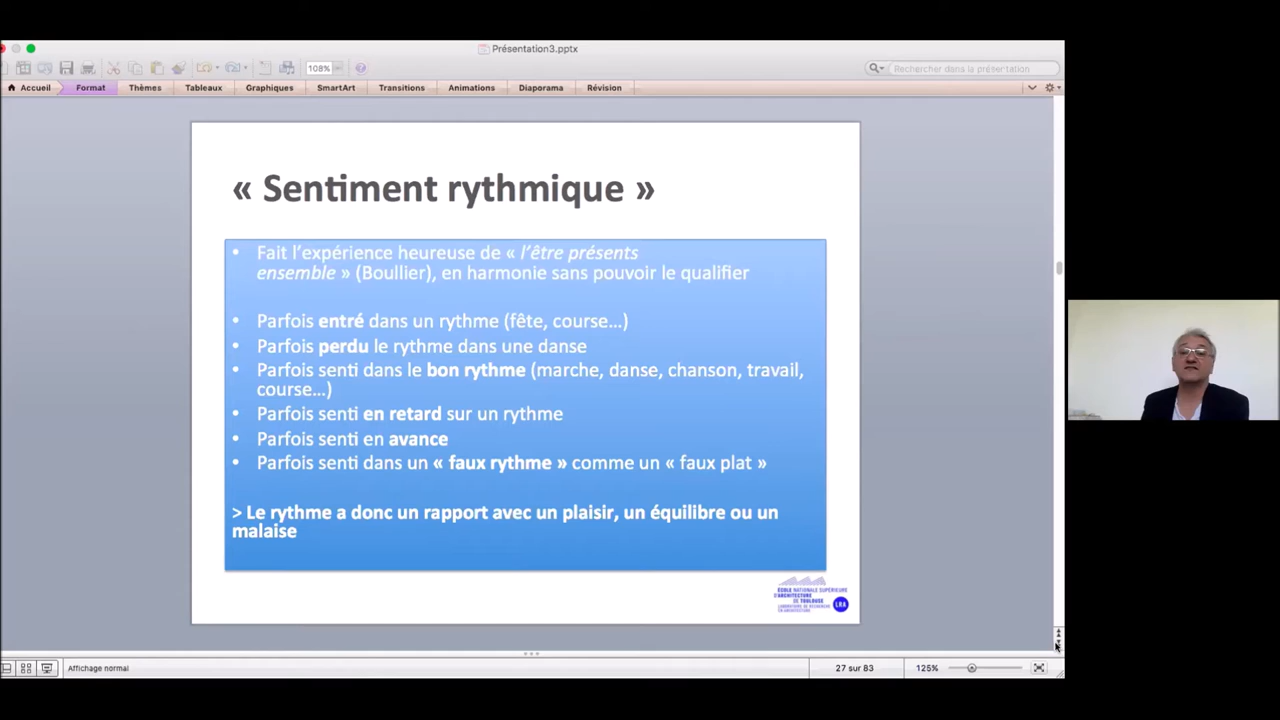 Présentation3.pptx
108%
Rechercher dans la présentation
Accueil Format Thèmes Tableaux Graphiques SmartArt Transitions Animations Diaporama Révision
« Sentiment rythmique »
• Fait l’expérience heureuse de « l’être présents
ensemble » (Boullier), en harmonie sans pouvoir le qualifier
• Parfois entré dans un rythme (fête, course…)
• Parfois perdu le rythme dans une danse
• Parfois senti dans le bon rythme (marche, danse, chanson, travail,
course…)
• Parfois senti en retard sur un rythme
• Parfois senti en avance
• Parfois senti dans un « faux rythme » comme un « faux plat »
> Le rythme a donc un rapport avec un plaisir, un équilibre ou un
malaise
ÉCOLE NATIONALE SUPÉRIEURE
D'ARCHITECTURE
DE TOULOUSE
LABORATOIRE DE RECHERCHE
EN ARCHITECTURE
LRA
Affichage normal
27 sur 83
125%